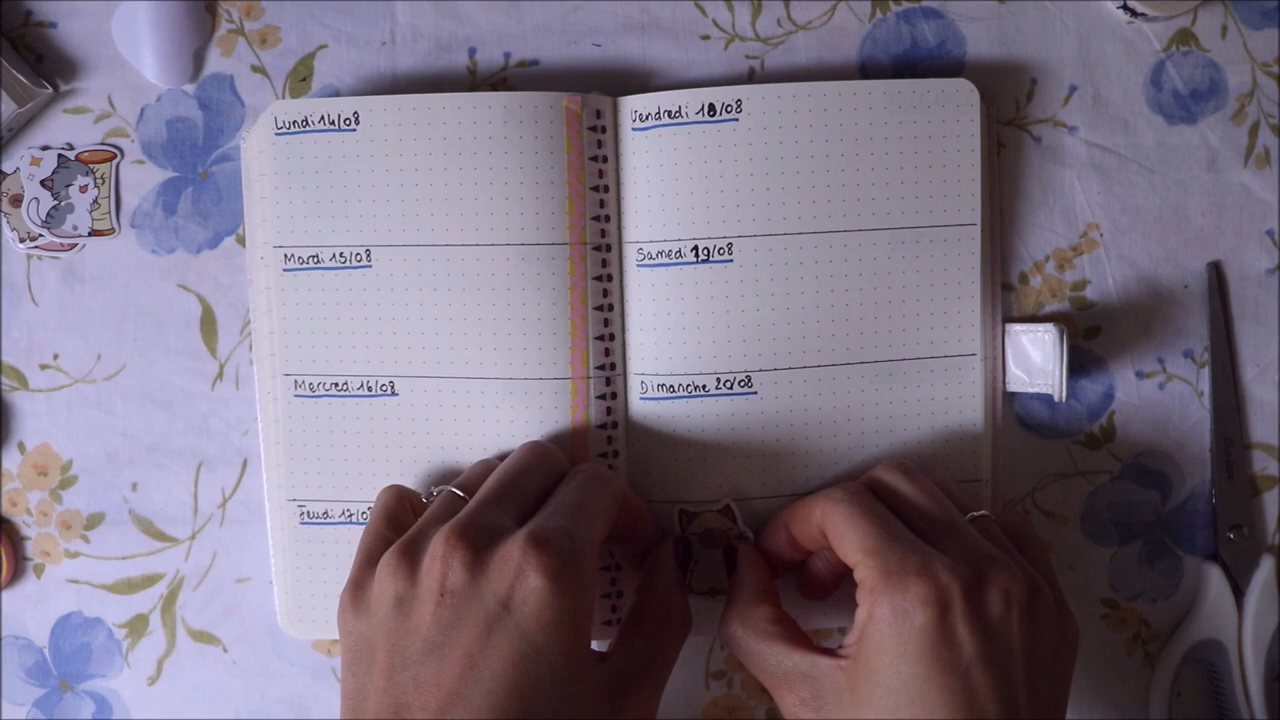 Lundi 14/08
Mardi 15/08
Mercredi 16/08
Jeudi 17/08
Vendredi 18/08
Samedi 19/08
Dimanche 20/08